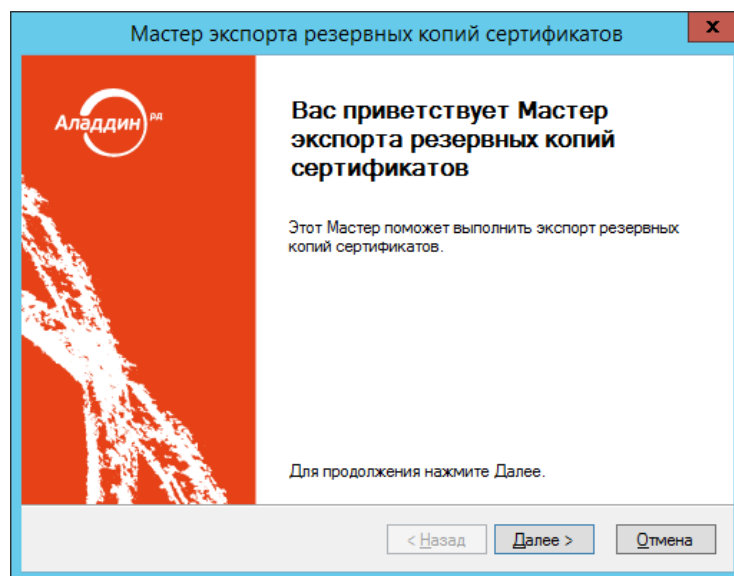 Мастер экспорта резервных копий сертификатов
x
Аладдин РД
Вас приветствует Мастер
экспорта резервных копий
сертификатов
Этот Мастер поможет выполнить экспорт резервных
копий сертификатов.
Для продолжения нажмите Далее.
< Назад Далее > Отмена